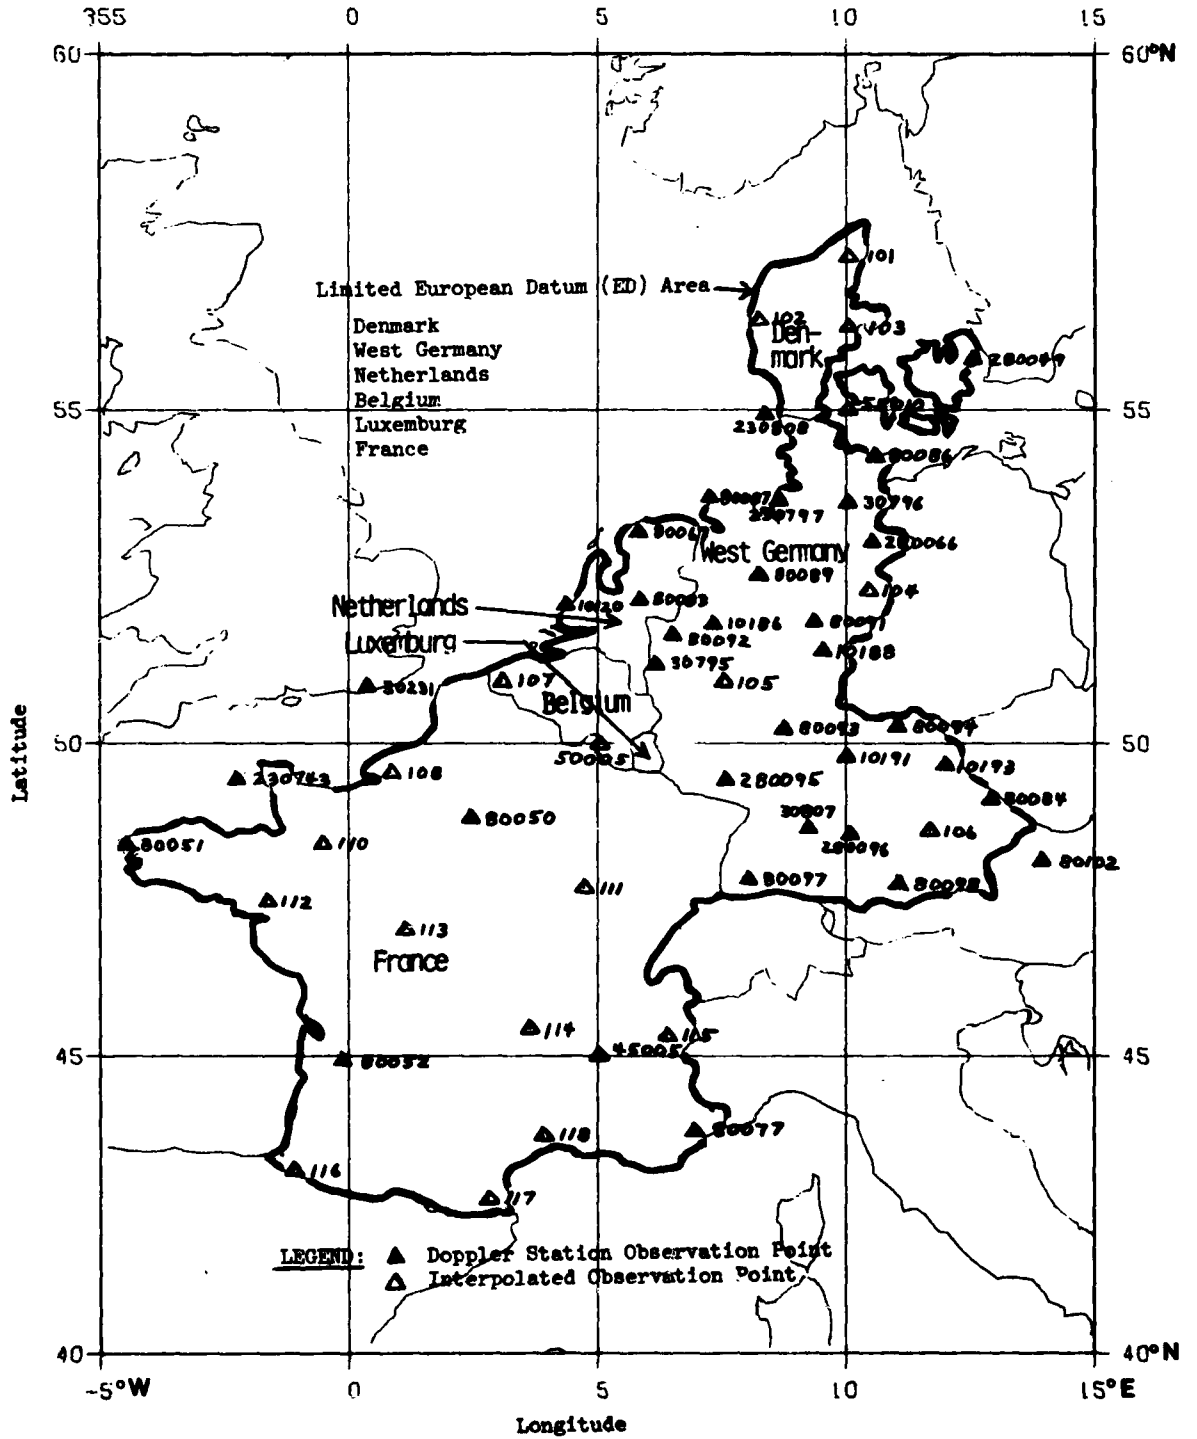 355 0 5 10 15
60 60°N
101
Limited European Datum (ED) Area
102
Denmark
103
Den-
mark
West Germany
280049
Netherlands
Belgium
55
55
Luxemburg
230808
France
80086
80087
30796
230797
80067
280066
West Germany
80089
104
Netherlands
10120
80083
10186
80091
Luxemburg
80092
10188
30795
107
105
80231
Belgium
Latitude
80093
80094
50
50
50005
10191
10193
230743
108
280095
80084
30807
80050
106
80051
110
280096
80102
80097
80098
111
112
113
France
114
115
45
45005
45
80052
118
80077
116
117
LEGEND: Doppler Station Observation Point
Interpolated Observation Point
40 40°N
-5°W 0 5 10 15°E
Longitude